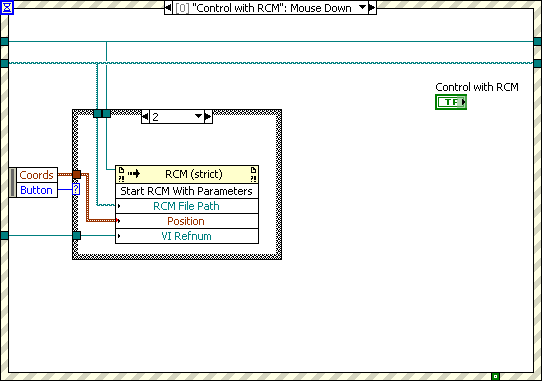 [0] "Control with RCM": Mouse Down
Control with RCM
TF
2
Coords
Button
?
RCM (strict)
Start RCM With Parameters
RCM File Path
Position
VI Refnum